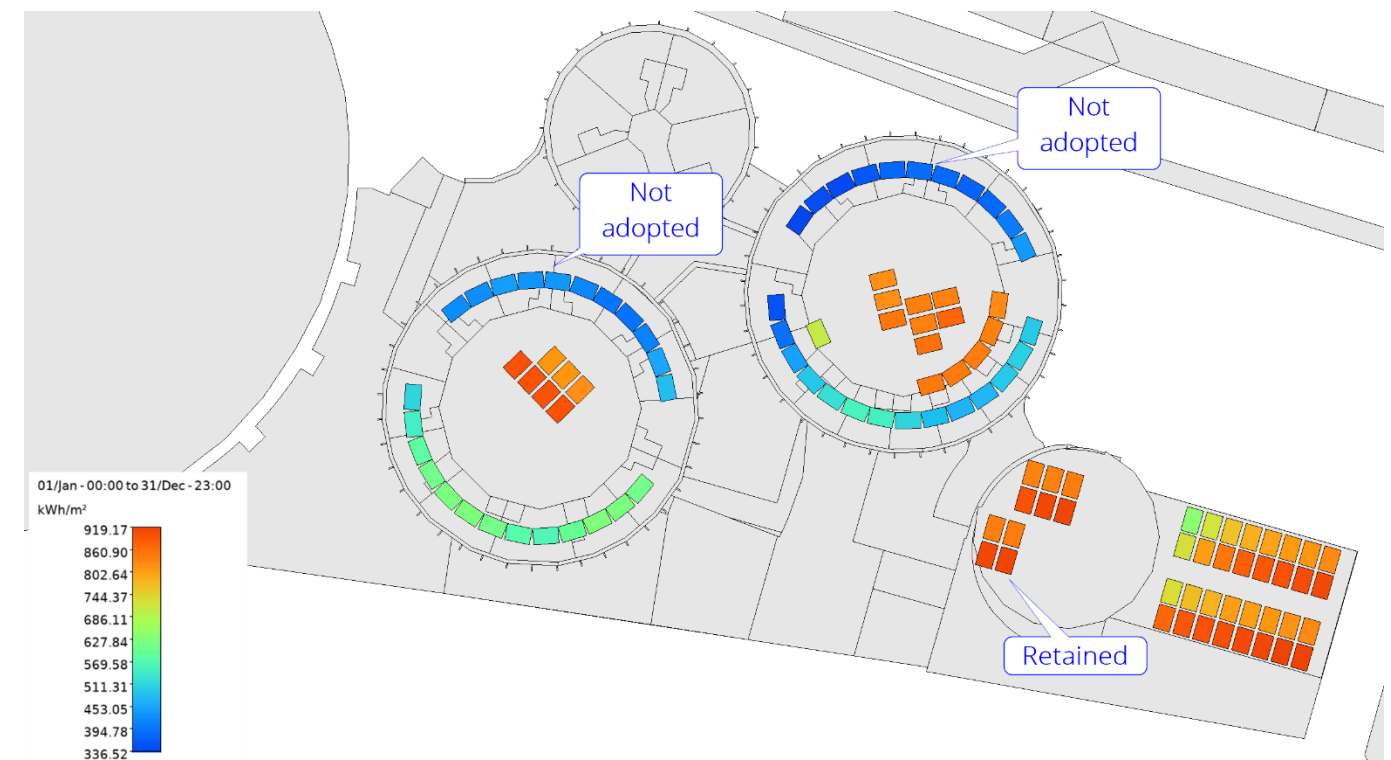 Not
adopted
Not
adopted
01/Jan - 00:00 to 31/Dec - 23:00
kWh/m²
919.17
860.90
802.64
744.37
686.11
627.84
569.58
511.31
453.05
394.78
336.52
Retained